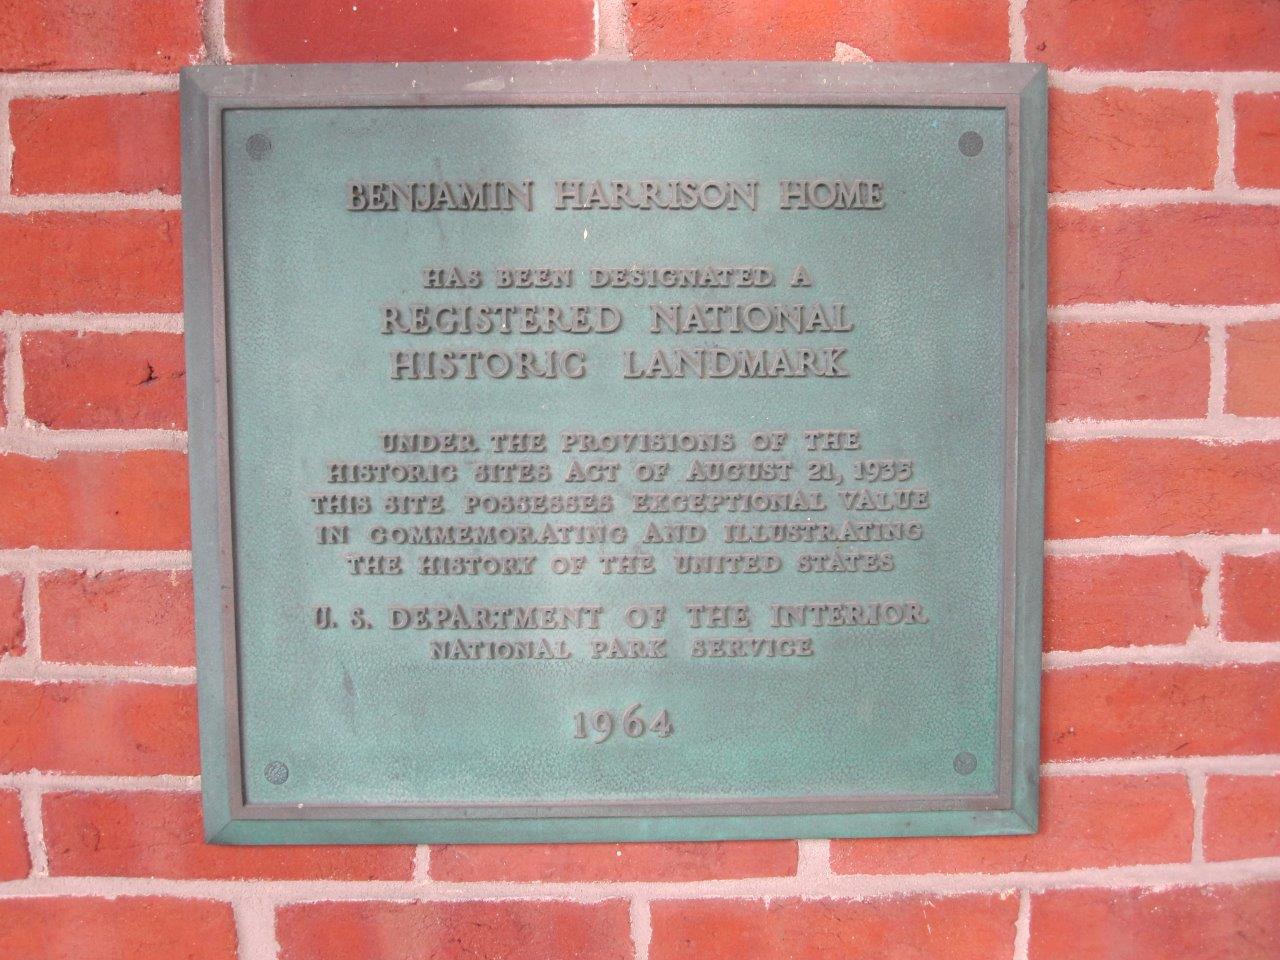 BENJAMIN HARRISON HOME
HAS BEEN DESIGNATED A
REGISTERED NATIONAL
HISTORIC LANDMARK
UNDER THE PROVISIONS OF THE
HISTORIC SITES ACT OF AUGUST 21, 1935
THIS SITE POSSESSES EXCEPTIONAL VALUE
IN COMMEMORATING AND ILLUSTRATING
THE HISTORY OF THE UNITED STATES
U. S. DEPARTMENT OF THE INTERIOR
NATIONAL PARK SERVICE
1964